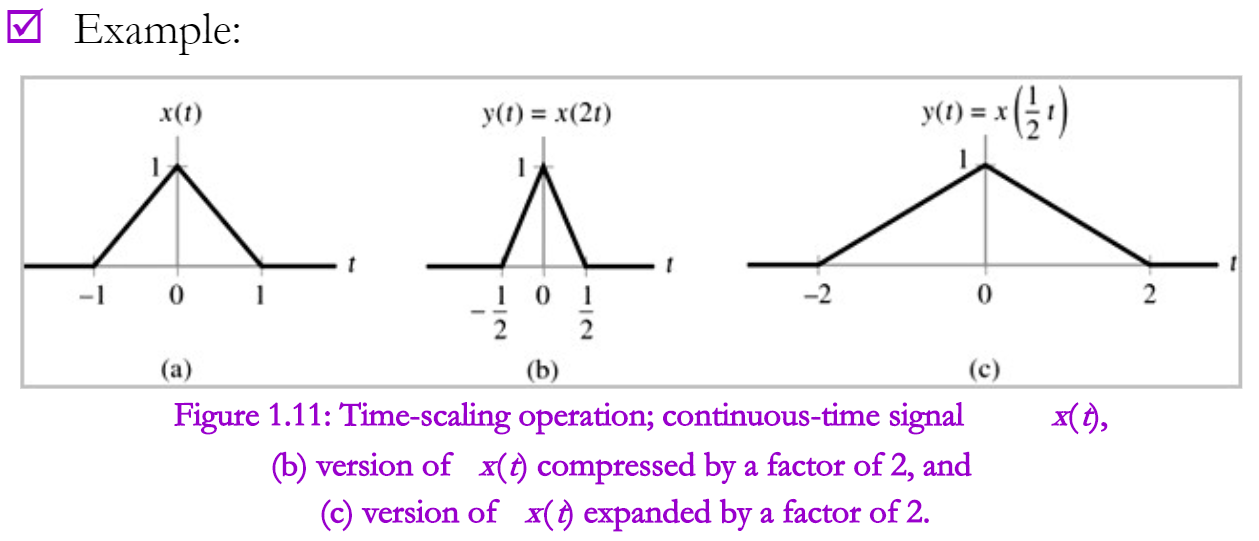 Example:
x(t) y(t) = x(2t) y(t) = x(1/2 t)
1 1 1
t t t
−1 0 1 −1/2 0 1/2 −2 0 2
(a) (b) (c)
Figure 1.11: Time-scaling operation; continuous-time signal x(t),
(b) version of x(t) compressed by a factor of 2, and
(c) version of x(t) expanded by a factor of 2.